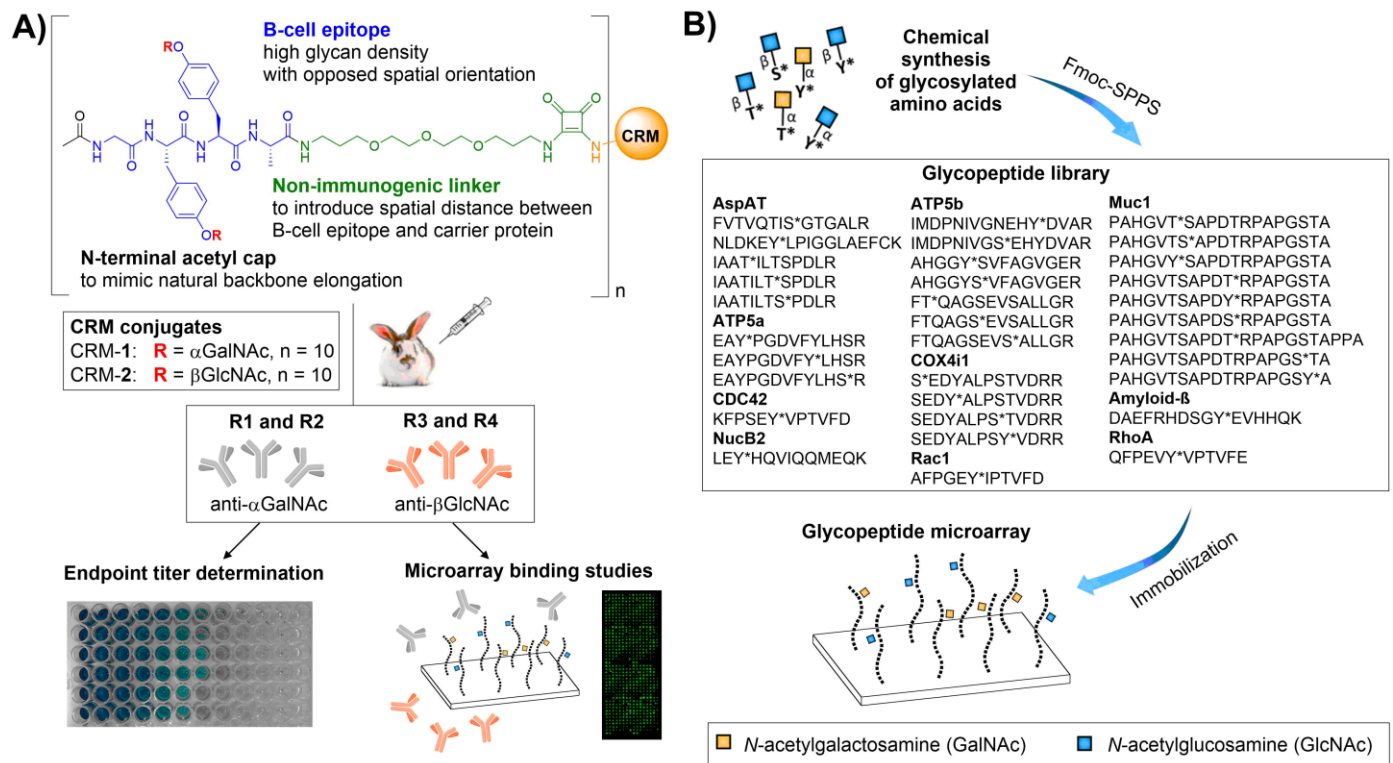 A)
B-cell epitope
high glycan density
with opposed spatial orientation
RO
O
H
N
O
H
N
O
N
H
O
N
H
O
N
H
O
O
O
N
H
O
O
N
H
CRM
OR
Non-immunogenic linker
to introduce spatial distance between
B-cell epitope and carrier protein
N-terminal acetyl cap
to mimic natural backbone elongation
n
CRM conjugates
CRM-1: R = αGalNAc, n = 10
CRM-2: R = βGlcNAc, n = 10
R1 and R2
R3 and R4
anti-αGalNAc
anti-βGlcNAc
Endpoint titer determination
Microarray binding studies
B)
β
S*
α
Y*
β
Y*
β
T*
α
T*
α
Y*
Chemical
synthesis
of glycosylated
amino acids
Fmoc-SPPS
Glycopeptide library
AspAT
FVTVQTIS*GTGALR
NLDKEY*LPIGGLAEFCK
IAAT*ILTSPDLR
IAATILT*SPDLR
IAATILTS*PDLR
ATP5a
EAY*PGDVFYLHSR
EAYPGDVFY*LHSR
EAYPGDVFYLHS*R
CDC42
KFPSEY*VPTVFD
NucB2
LEY*HQVIQQMEQK
ATP5b
IMDPNIVGNEHY*DVAR
IMDPNIVGS*EHYDVAR
AHGGY*SVFAGVGER
AHGGYS*VFAGVGER
FT*QAGSEVSALLGR
FTQAGS*EVSALLGR
FTQAGSEVS*ALLGR
COX4i1
S*EDYALPSTVDRR
SEDY*ALPSTVDRR
SEDYALPS*TVDRR
SEDYALPSY*VDRR
Rac1
AFPGEY*IPTVFD
Muc1
PAHGVT*SAPDTRPAPGSTA
PAHGVTS*APDTRPAPGSTA
PAHGVY*SAPDTRPAPGSTA
PAHGVTSAPDT*RPAPGSTA
PAHGVTSAPDY*RPAPGSTA
PAHGVTSAPDS*RPAPGSTA
PAHGVTSAPDT*RPAPGSTAPPA
PAHGVTSAPDTRPAPGS*TA
PAHGVTSAPDTRPAPGSY*A
Amyloid-ß
DAEFRHDSGY*EVHHQK
RhoA
QFPEVY*VPTVFE
Glycopeptide microarray
Immobilization
N-acetylgalactosamine (GalNAc)
N-acetylglucosamine (GlcNAc)